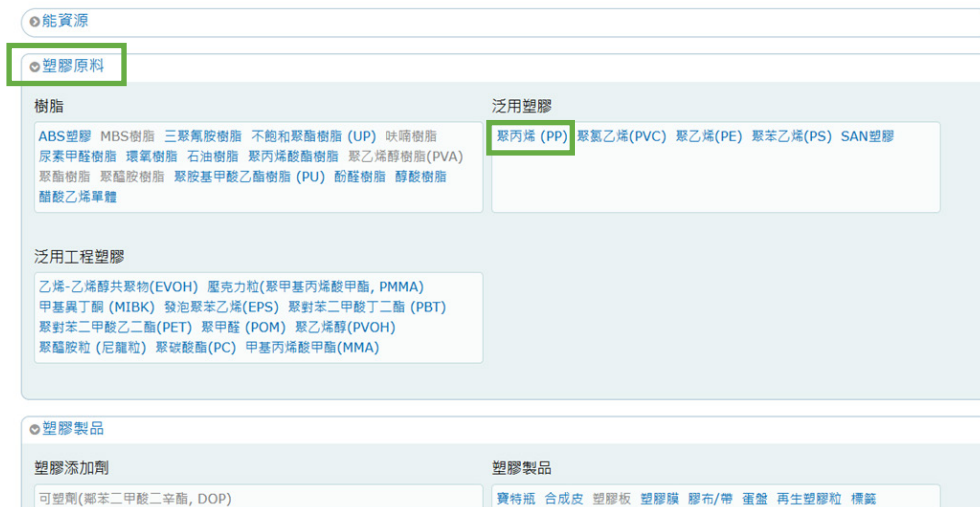 能資源
塑膠原料
樹脂
ABS塑膠 MBS樹脂 三聚氰胺樹脂 不飽和聚酯樹脂 (UP) 呋喃樹脂
尿素甲醛樹脂 環氧樹脂 石油樹脂 聚丙烯酸酯樹脂 聚乙烯醇樹脂(PVA)
聚酯樹脂 聚醯胺樹脂 聚胺基甲酸乙酯樹脂 (PU) 酚醛樹脂 醇酸樹脂
醋酸乙烯單體
泛用塑膠
聚丙烯 (PP) 聚氯乙烯(PVC) 聚乙烯(PE) 聚苯乙烯(PS) SAN塑膠
泛用工程塑膠
乙烯-乙烯醇共聚物(EVOH) 壓克力粒(聚甲基丙烯酸甲酯, PMMA)
甲基異丁酮 (MIBK) 發泡聚苯乙烯(EPS) 聚對苯二甲酸丁二酯 (PBT)
聚對苯二甲酸乙二酯(PET) 聚甲醛 (POM) 聚乙烯醇(PVOH)
聚醯胺粒 (尼龍粒) 聚碳酸酯(PC) 甲基丙烯酸甲酯(MMA)
塑膠製品
塑膠添加劑
可塑劑(鄰苯二甲酸二辛酯, DOP)
塑膠製品
寶特瓶 合成皮 塑膠板 塑膠膜 膠布/帶 蛋盤 再生塑膠粒 標籤